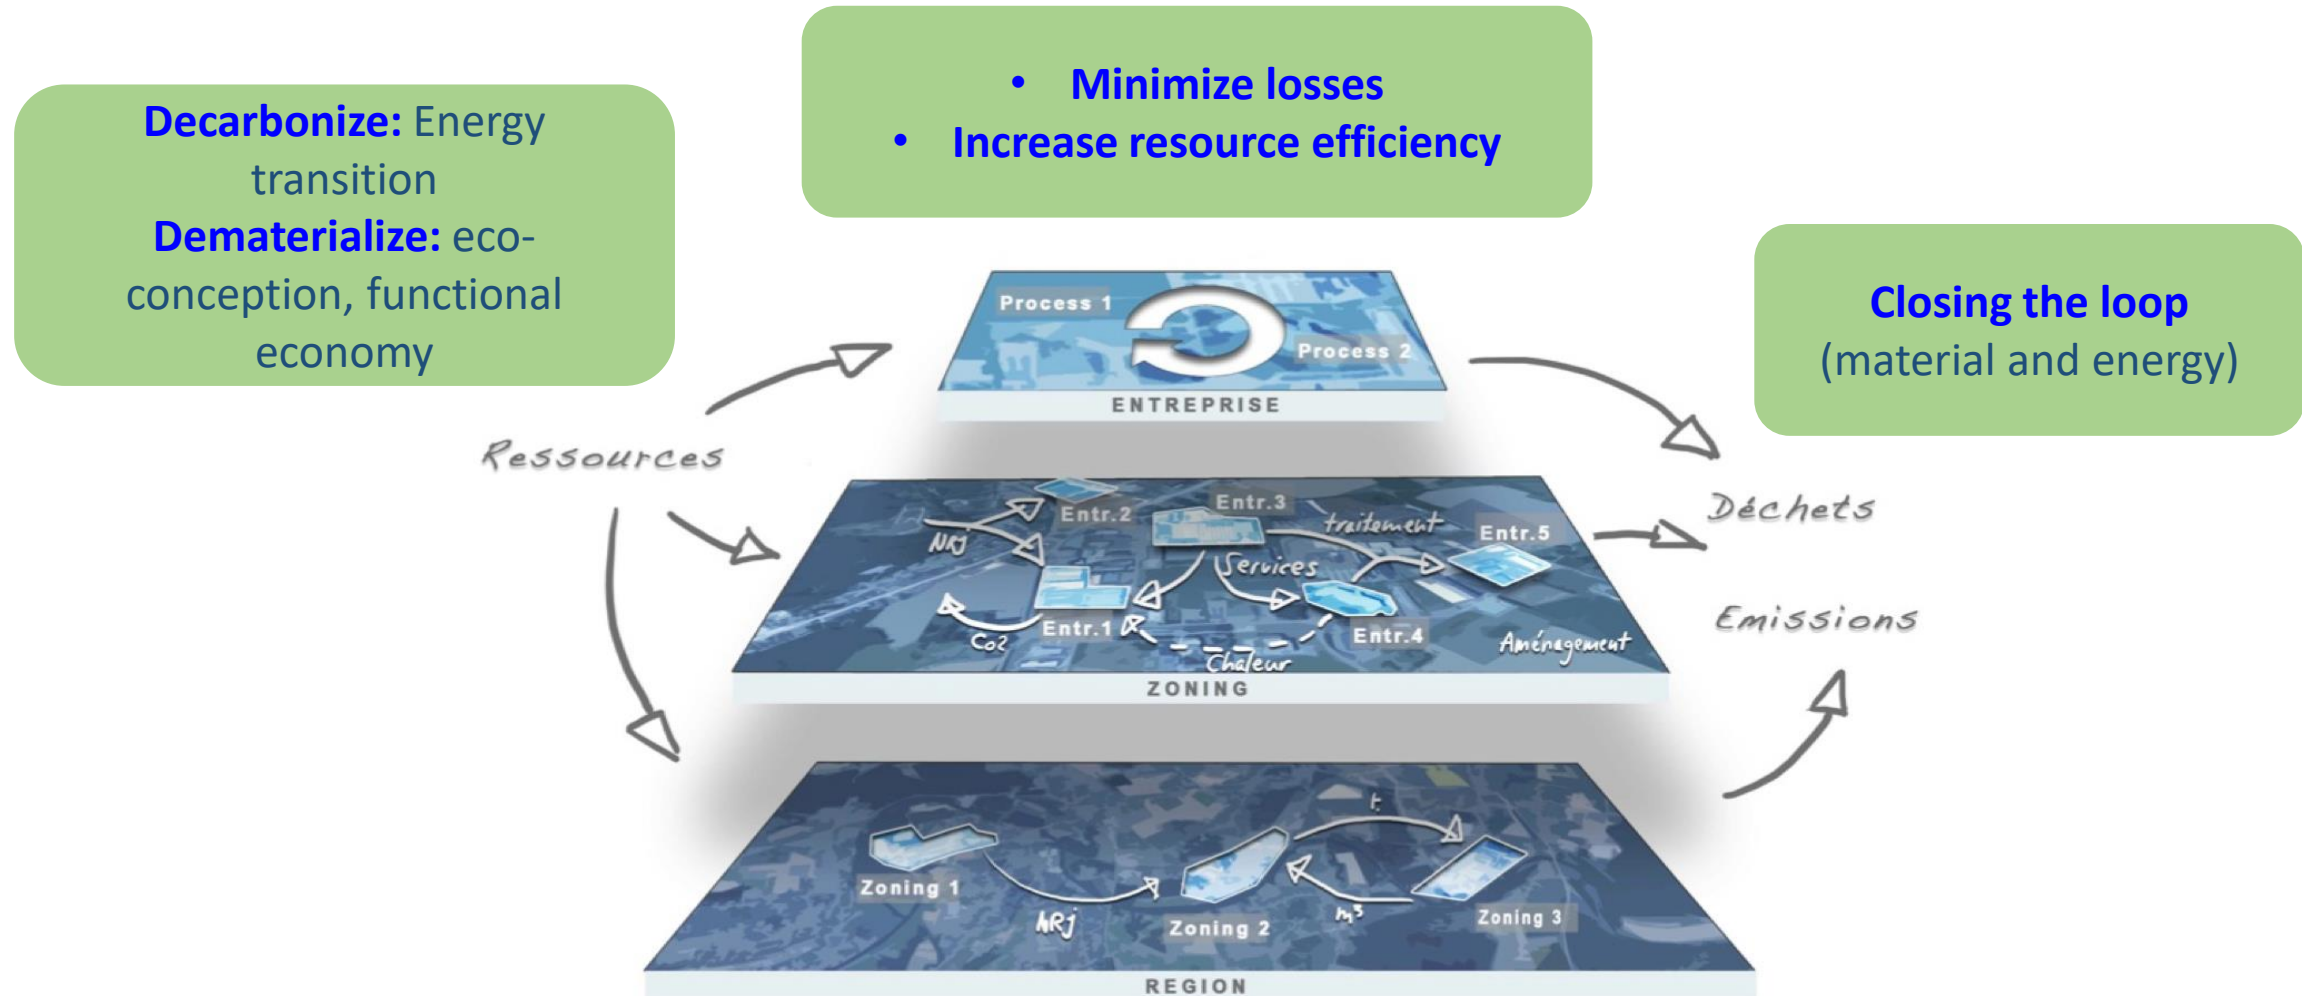 • Minimize losses
• Increase resource efficiency
Decarbonize: Energy
transition
Dematerialize: eco-
conception, functional
economy
Closing the loop
(material and energy)
Process 1
Process 2
ENTREPRISE
Ressources
Déchets
Emissions
Entr.2
Entr.3
traitement
Entr.5
NRJ
Services
Entr.1
Entr.4
Co2
Chaleur
Aménagement
ZONING
t.
Zoning 1
NRj
Zoning 2
m³
Zoning 3
REGION